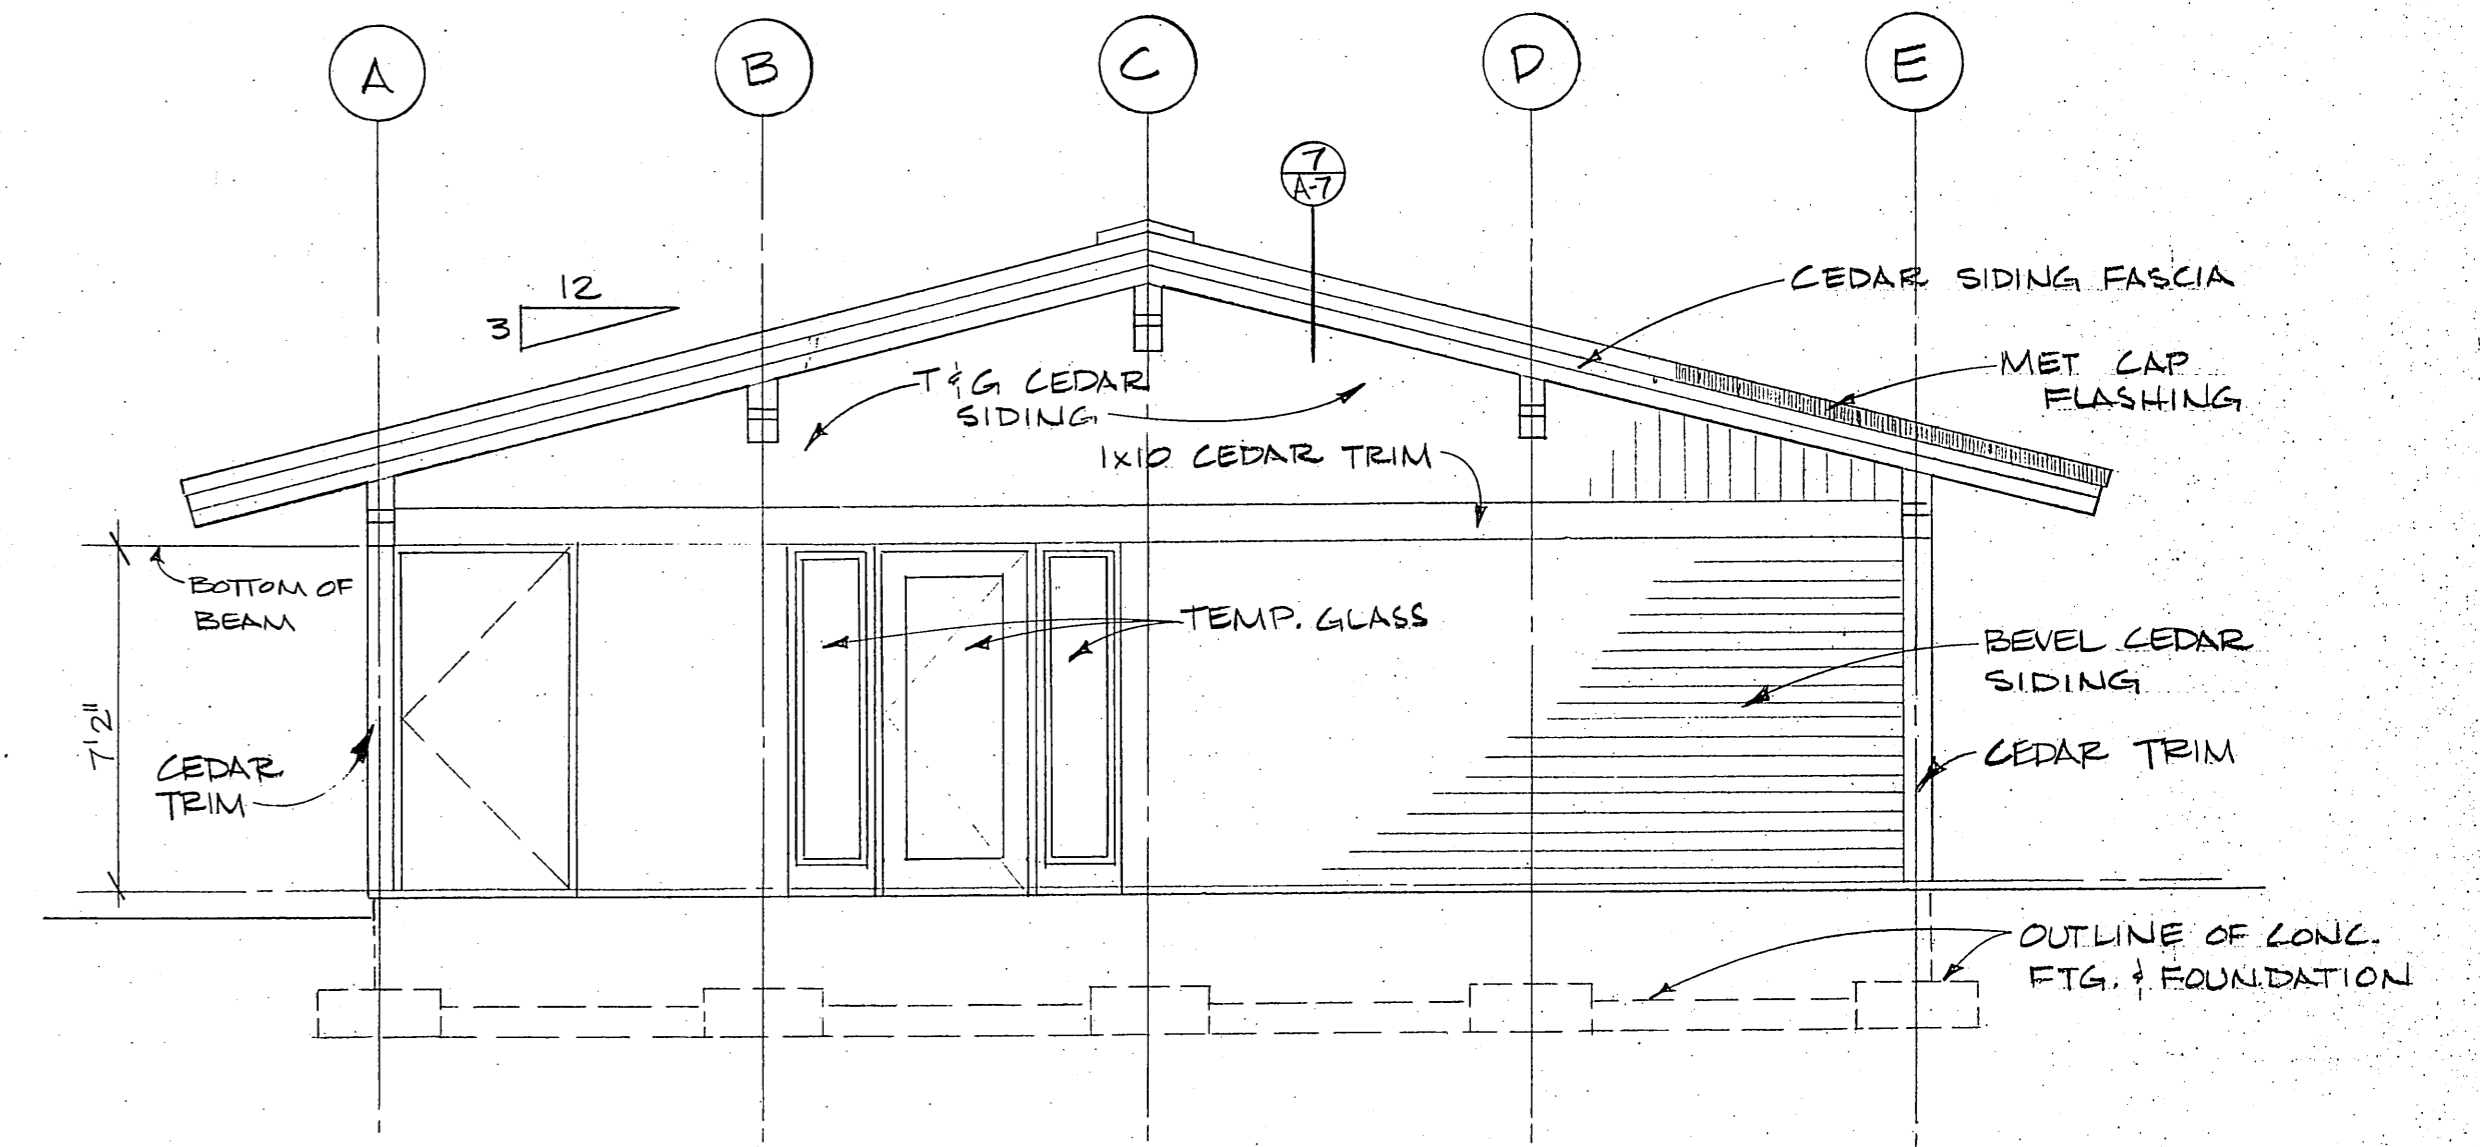 A
B
C
D
E
7
A-7
12
3
CEDAR SIDING FASCIA
MET CAP
FLASHING
T & G CEDAR
SIDING
1x10 CEDAR TRIM
BOTTOM OF
BEAM
TEMP. GLASS
BEVEL CEDAR
SIDING
7'2"
CEDAR
TRIM
CEDAR TRIM
OUTLINE OF CONC.
FTG. & FOUNDATION